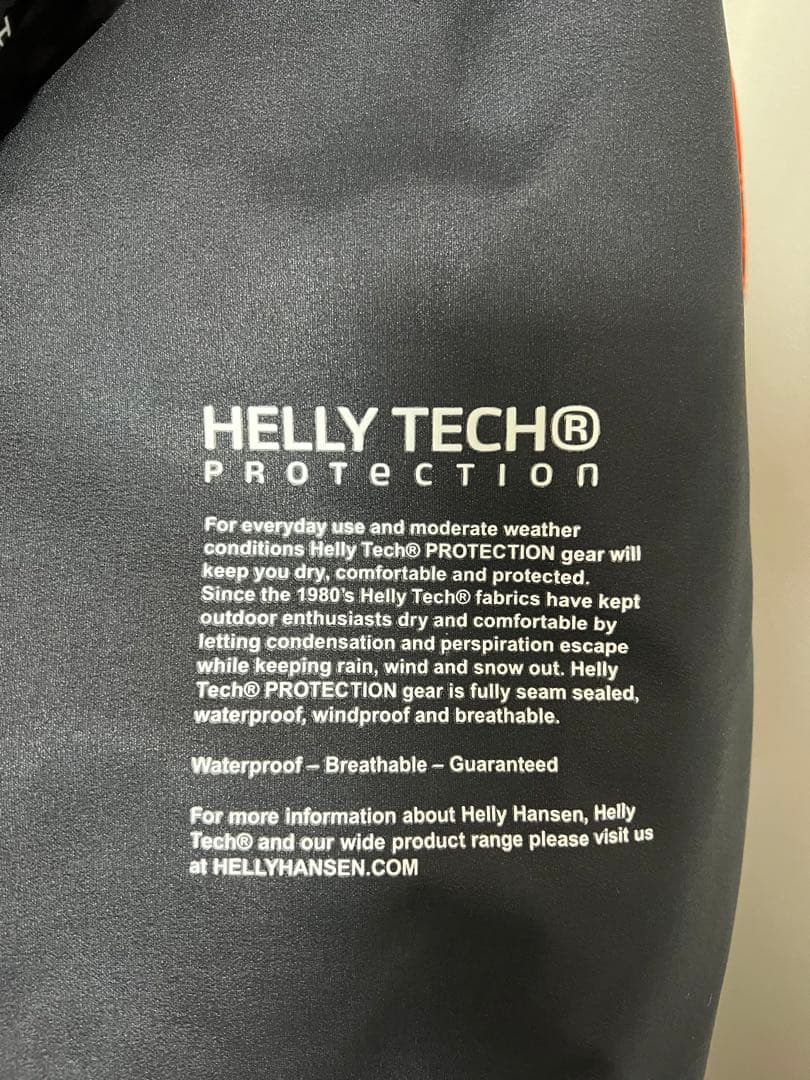 H
HELLY TECH®
PROTECTION
For everyday use and moderate weather
conditions Helly Tech® PROTECTION gear will
keep you dry, comfortable and protected.
Since the 1980's Helly Tech® fabrics have kept
outdoor enthusiasts dry and comfortable by
letting condensation and perspiration escape
while keeping rain, wind and snow out. Helly
Tech® PROTECTION gear is fully seam sealed,
waterproof, windproof and breathable.
Waterproof – Breathable – Guaranteed
For more information about Helly Hansen, Helly
Tech® and our wide product range please visit us
at HELLYHANSEN.COM